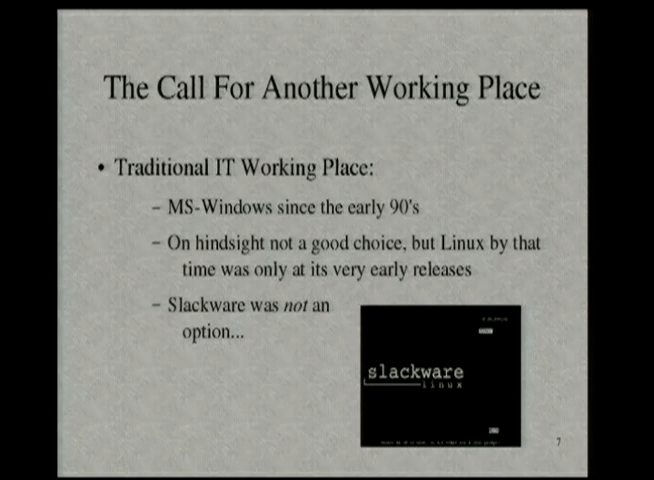 The Call For Another Working Place
• Traditional IT Working Place:
– MS-Windows since the early 90's
– On hindsight not a good choice, but Linux by that
time was only at its very early releases
– Slackware was not an
option...
slackware
linux
7